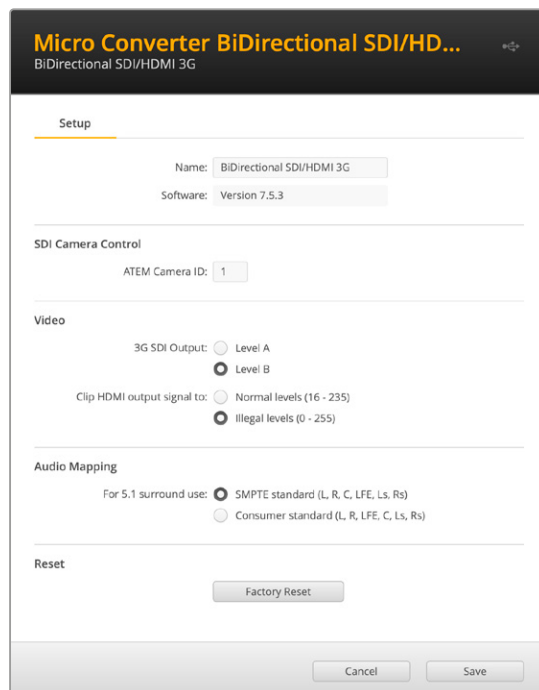 Micro Converter BiDirectional SDI/HD...
BiDirectional SDI/HDMI 3G
Setup
Name: BiDirectional SDI/HDMI 3G
Software: Version 7.5.3
SDI Camera Control
ATEM Camera ID: 1
Video
3G SDI Output: Level A
Level B
Clip HDMI output signal to: Normal levels (16 - 235)
Illegal levels (0 - 255)
Audio Mapping
For 5.1 surround use: SMPTE standard (L, R, C, LFE, Ls, Rs)
Consumer standard (L, R, LFE, C, Ls, Rs)
Reset
Factory Reset
Cancel Save